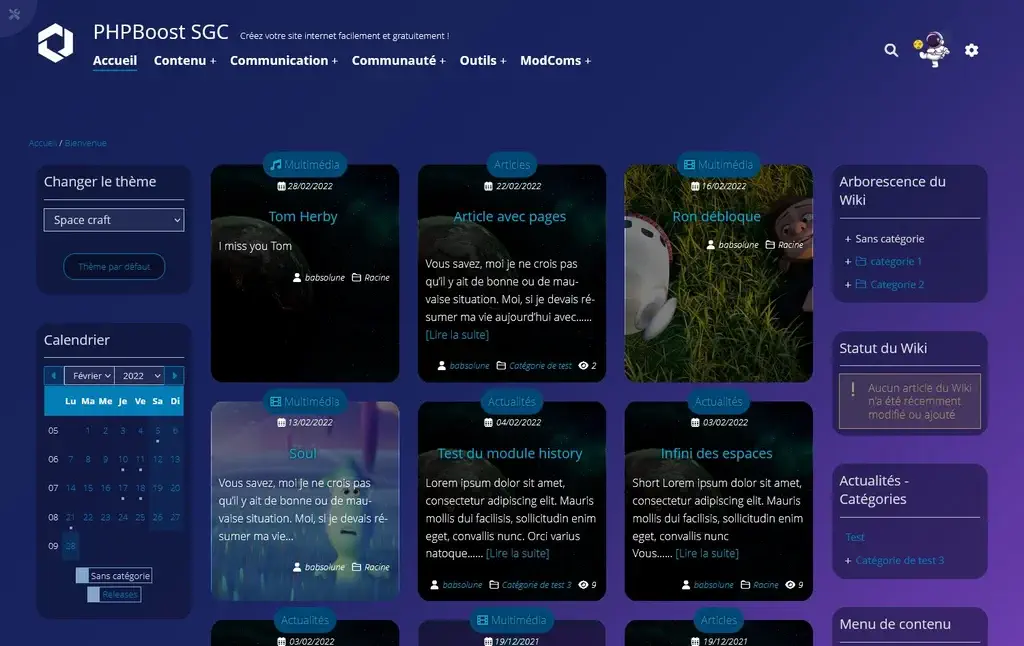 PHPBoost SGC Créez votre site internet facilement et gratuitement !
Accueil Contenu + Communication + Communauté + Outils + ModComs +
Accueil / Bienvenue
Changer le thème
Space craft
Thème par défaut
Calendrier
Février 2022
Lu Ma Me Je Ve Sa Di
05 1 2 3 4 5 6
06 7 8 9 10 11 12 13
07 14 15 16 17 18 19 20
08 21 22 23 24 25 26 27
09 28
Sans catégorie
Releases
Multimédia
28/02/2022
Tom Herby
I miss you Tom
babsolune Racine
Articles
22/02/2022
Article avec pages
Vous savez, moi je ne crois pas
qu'il y ait de bonne ou de mau-
vaise situation. Moi, si je devais ré-
sumer ma vie aujourd'hui avec......
[Lire la suite]
babsolune Catégorie de test 2
Multimédia
16/02/2022
Ron débloque
babsolune Racine
Multimédia
13/02/2022
Soul
Vous savez, moi je ne crois pas
qu'il y ait de bonne ou de mau-
vaise situation. Moi, si je devais ré-
sumer ma vie...
babsolune Racine
Actualités
04/02/2022
Test du module history
Lorem ipsum dolor sit amet,
consectetur adipiscing elit. Mauris
mollis dui facilisis, sollicitudin enim
eget, convallis nunc. Orci varius
natoque...... [Lire la suite]
babsolune Catégorie de test 3 9
Actualités
03/02/2022
Infini des espaces
Short Lorem ipsum dolor sit amet,
consectetur adipiscing elit. Mauris
mollis dui facilisis, sollicitudin enim
eget, convallis nunc
Vous...... [Lire la suite]
babsolune Racine 9
Actualités
03/02/2022
Multimédia
19/12/2021
Articles
19/12/2021
Arborescence du
Wiki
+ Sans catégorie
+ categorie 1
+ Catégorie 2
Statut du Wiki
Aucun article du Wiki
n'a été récemment
modifié ou ajouté
Actualités -
Catégories
Test
+ Catégorie de test 3
Menu de contenu